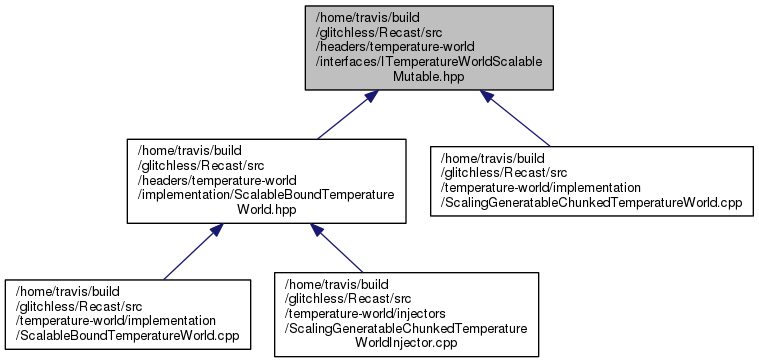 /home/travis/build
/glitchless/Recast/src
/headers/temperature-world
/interfaces/ITemperatureWorldScalable
Mutable.hpp
/home/travis/build
/glitchless/Recast/src
/headers/temperature-world
/implementation/ScalableBoundTemperature
World.hpp
/home/travis/build
/glitchless/Recast/src
/temperature-world/implementation
/ScalingGeneratableChunkedTemperatureWorld.cpp
/home/travis/build
/glitchless/Recast/src
/temperature-world/implementation
/ScalableBoundTemperatureWorld.cpp
/home/travis/build
/glitchless/Recast/src
/temperature-world/injectors
/ScalingGeneratableChunkedTemperature
WorldInjector.cpp